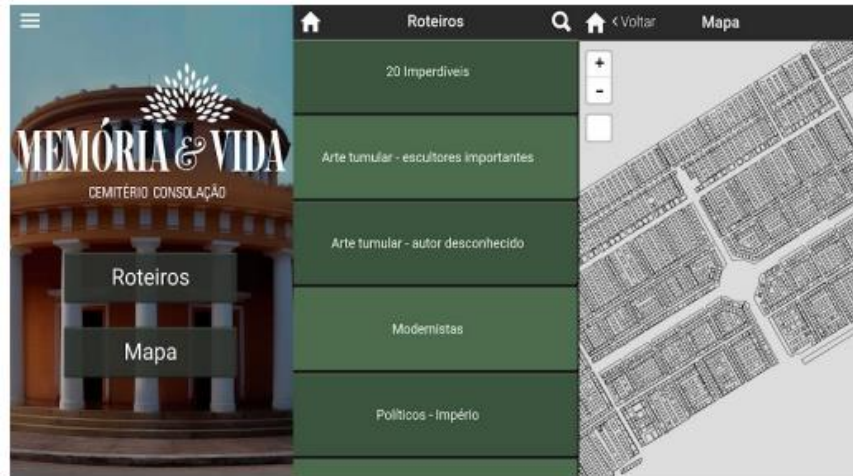 MEMÓRIA & VIDA
CEMITÉRIO CONSOLAÇÃO
Roteiros
Mapa
Roteiros
20 Imperdíveis
Arte tumular - escultores importantes
Arte tumular - autor desconhecido
Modernistas
Políticos - Império
< Voltar
Mapa
+
-